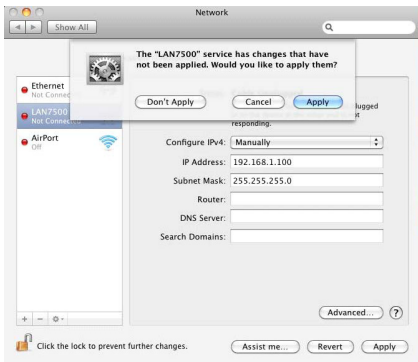 Network
Show All
The "LAN7500" service has changes that have
not been applied. Would you like to apply them?
Don't Apply
Cancel
Apply
Ethernet
Not Connec
LAN7500
Not Connected
AirPort
Off
lugged
responding.
Configure IPv4: Manually
IP Address: 192.168.1.100
Subnet Mask: 255.255.255.0
Router:
DNS Server:
Search Domains:
Advanced...
?
Click the lock to prevent further changes.
Assist me...
Revert
Apply